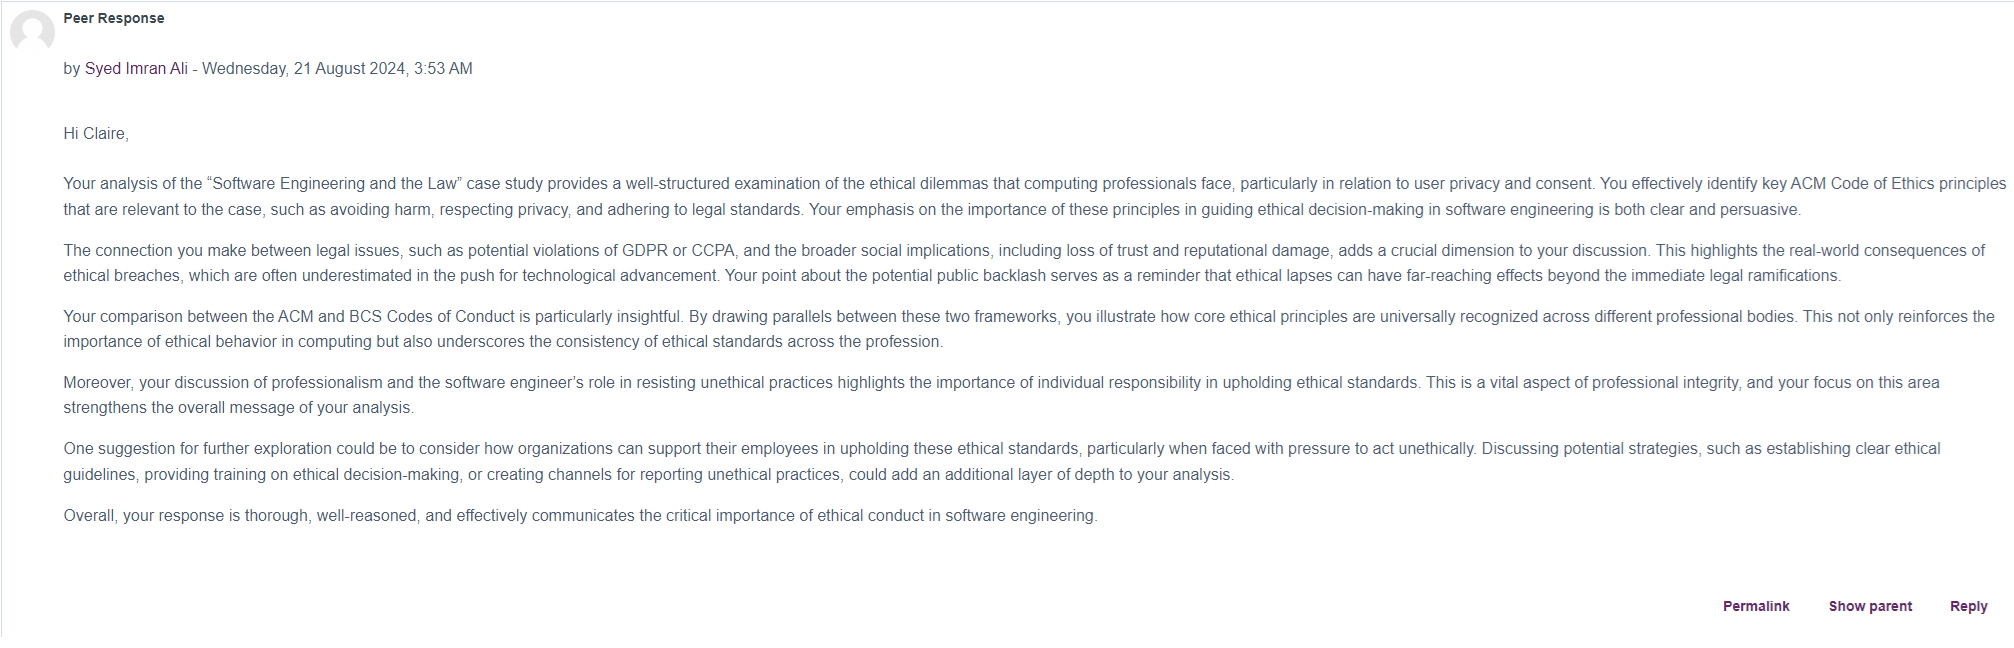 Peer Response
by Syed Imran Ali - Wednesday, 21 August 2024, 3:53 AM
Hi Claire,
Your analysis of the “Software Engineering and the Law” case study provides a well-structured examination of the ethical dilemmas that computing professionals face, particularly in relation to user privacy and consent. You effectively identify key ACM Code of Ethics principles
that are relevant to the case, such as avoiding harm, respecting privacy, and adhering to legal standards. Your emphasis on the importance of these principles in guiding ethical decision-making in software engineering is both clear and persuasive.
The connection you make between legal issues, such as potential violations of GDPR or CCPA, and the broader social implications, including loss of trust and reputational damage, adds a crucial dimension to your discussion. This highlights the real-world consequences of
ethical breaches, which are often underestimated in the push for technological advancement. Your point about the potential public backlash serves as a reminder that ethical lapses can have far-reaching effects beyond the immediate legal ramifications.
Your comparison between the ACM and BCS Codes of Conduct is particularly insightful. By drawing parallels between these two frameworks, you illustrate how core ethical principles are universally recognized across different professional bodies. This not only reinforces the
importance of ethical behavior in computing but also underscores the consistency of ethical standards across the profession.
Moreover, your discussion of professionalism and the software engineer’s role in resisting unethical practices highlights the importance of individual responsibility in upholding ethical standards. This is a vital aspect of professional integrity, and your focus on this area
strengthens the overall message of your analysis.
One suggestion for further exploration could be to consider how organizations can support their employees in upholding these ethical standards, particularly when faced with pressure to act unethically. Discussing potential strategies, such as establishing clear ethical
guidelines, providing training on ethical decision-making, or creating channels for reporting unethical practices, could add an additional layer of depth to your analysis.
Overall, your response is thorough, well-reasoned, and effectively communicates the critical importance of ethical conduct in software engineering.
Permalink Show parent Reply